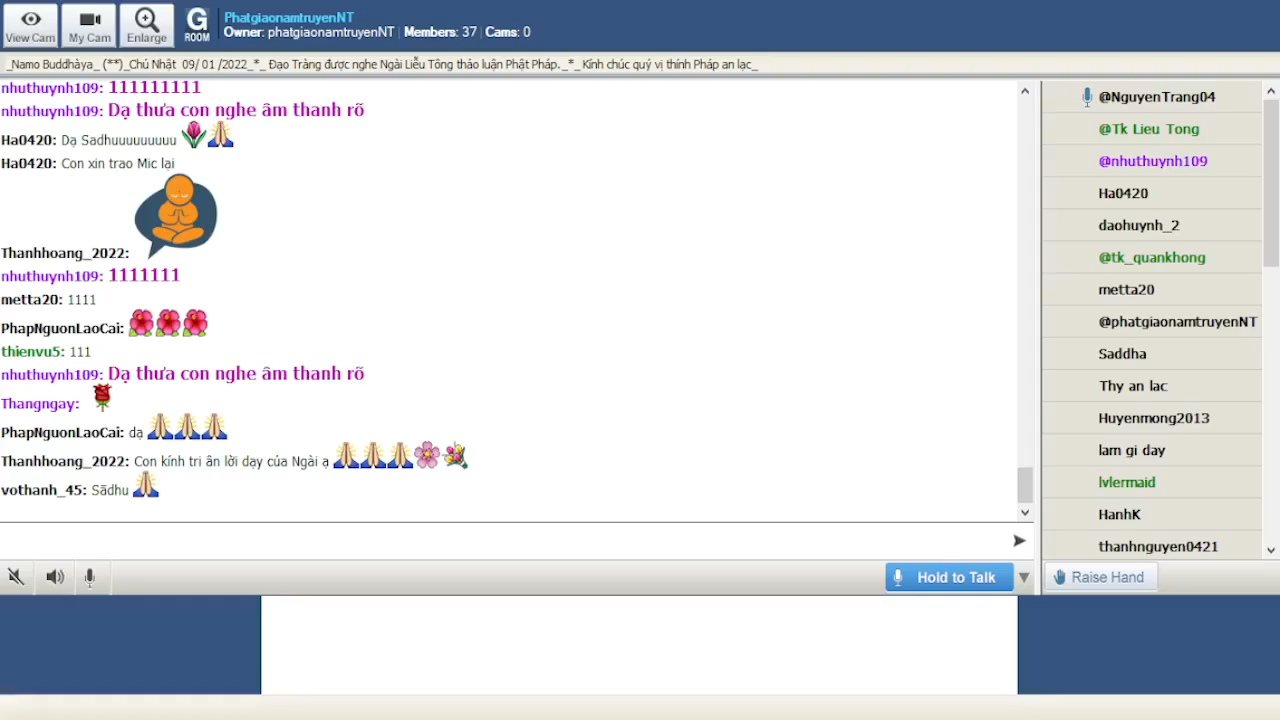 View Cam
My Cam
Enlarge
G
ROOM
PhatgiaonamtruyenNT
Owner: phatgiaonamtruyenNT | Members: 37 | Cams: 0
_Namo Buddhàya_ (**)_Chú Nhật 09/ 01 /2022_*_ Đạo Tràng được nghe Ngài Liễu Tông thảo luận Phật Pháp._*_ Kính chúc quý vị thính Pháp an lạc_
nhuthuynh109: 111111111
nhuthuynh109: Dạ thưa con nghe âm thanh rõ
Ha0420: Dạ Sadhuuuuuuuuu
Ha0420: Con xin trao Mic lại
Thanhhoang_2022:
nhuthuynh109: 1111111
metta20: 1111
PhapNguonLaoCai:
thienvu5: 111
nhuthuynh109: Dạ thưa con nghe âm thanh rõ
Thangngay:
PhapNguonLaoCai: dạ
Thanhhoang_2022: Con kính tri ân lời dạy của Ngài ạ
vothanh_45: Sādhu
@NguyenTrang04
@Tk Lieu Tong
@nhuthuynh109
Ha0420
daohuynh_2
@tk_quankhong
metta20
@phatgiaonamtruyenNT
Saddha
Thy an lac
Huyenmong2013
lam gi day
lvlermaid
HanhK
thanhnguyen0421
Hold to Talk
Raise Hand